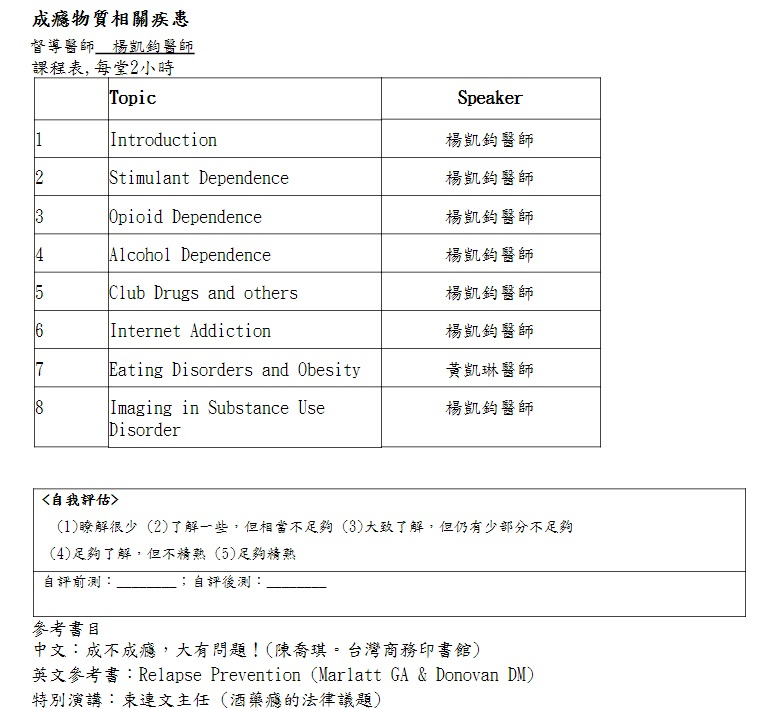 成癮物質相關疾患
督導醫師 楊凱鈞醫師
課程表,每堂2小時
Topic Speaker
1 Introduction 楊凱鈞醫師
2 Stimulant Dependence 楊凱鈞醫師
3 Opioid Dependence 楊凱鈞醫師
4 Alcohol Dependence 楊凱鈞醫師
5 Club Drugs and others 楊凱鈞醫師
6 Internet Addiction 楊凱鈞醫師
7 Eating Disorders and Obesity 黃凱琳醫師
8 Imaging in Substance Use 楊凱鈞醫師
Disorder
<自我評估>
(1)瞭解很少 (2)了解一些，但相當不足夠 (3)大致了解，但仍有少部分不足夠
(4)足夠了解，但不精熟 (5)足夠精熟
自評前測：________；自評後測：________
參考書目
中文：成不成癮，大有問題！(陳喬琪。台灣商務印書館)
英文參考書：Relapse Prevention (Marlatt GA & Donovan DM)
特別演講：束連文主任 (酒藥癮的法律議題)